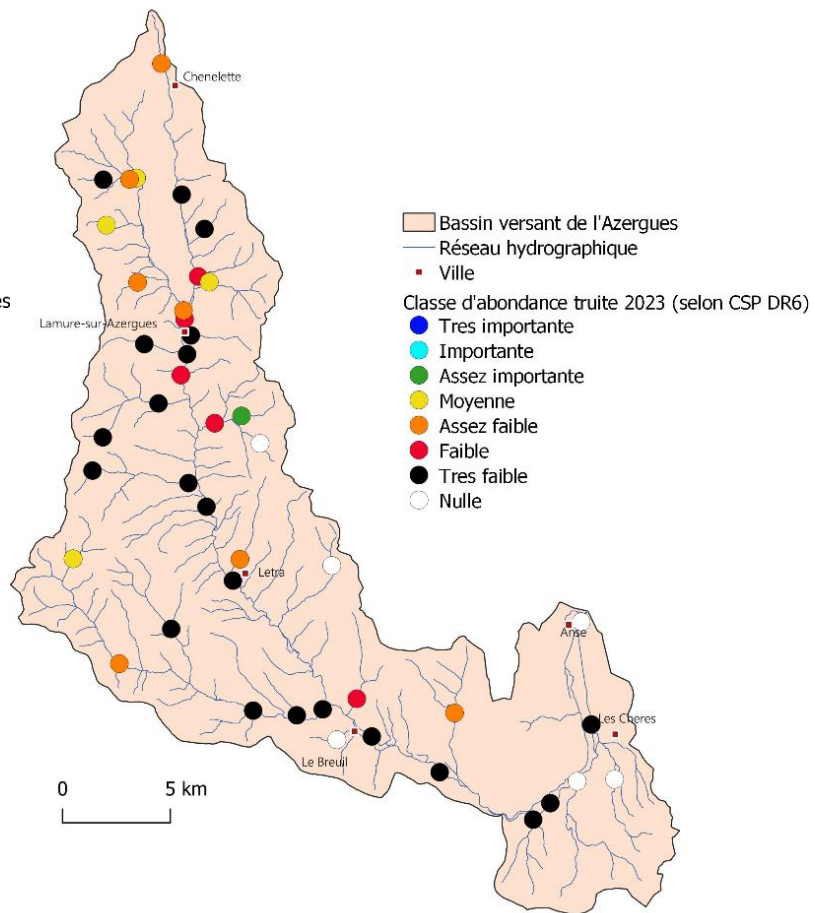 Chenelette
es
Lamure-sur-Azergues
Letra
Anse
Les Cheres
Le Breuil
0 5 km
Bassin versant de l'Azergues
Réseau hydrographique
Ville
Classe d'abondance truite 2023 (selon CSP DR6)
Tres importante
Importante
Assez importante
Moyenne
Assez faible
Faible
Tres faible
Nulle